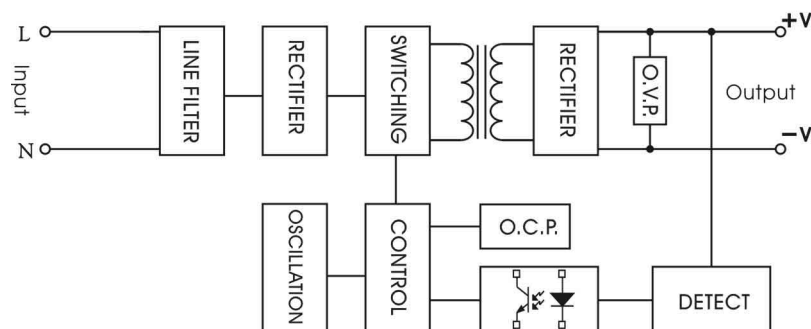 L
Input
N
LINE FILTER
RECTIFIER
SWITCHING
RECTIFIER
O.V.P.
+V
Output
–V
OSCILLATION
CONTROL
O.C.P.
DETECT